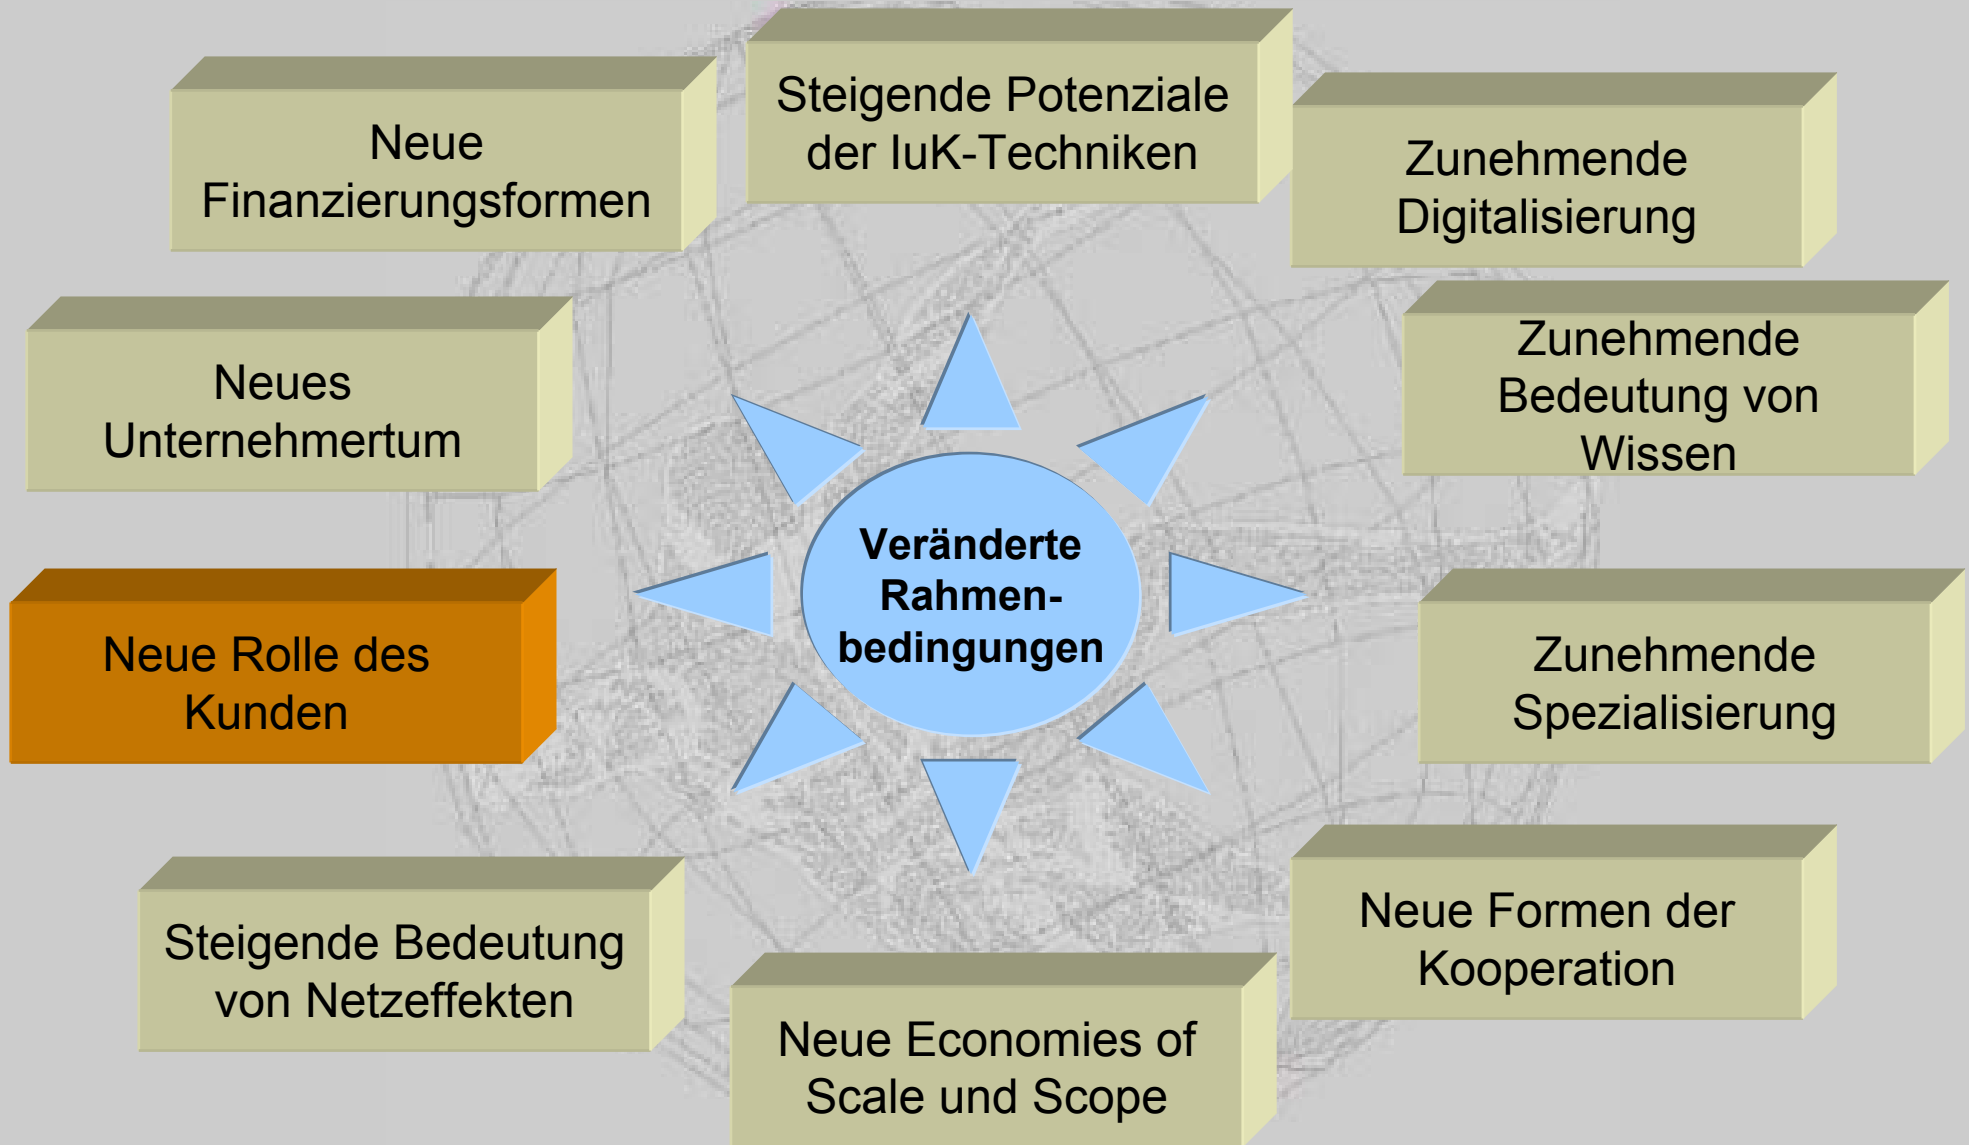 Steigende Potenziale
der IuK-Techniken
Neue
Finanzierungsformen
Zunehmende
Digitalisierung
Neues
Unternehmertum
Zunehmende
Bedeutung von
Wissen
Veränderte
Rahmen-
bedingungen
Neue Rolle des
Kunden
Zunehmende
Spezialisierung
Steigende Bedeutung
von Netzeffekten
Neue Formen der
Kooperation
Neue Economies of
Scale und Scope